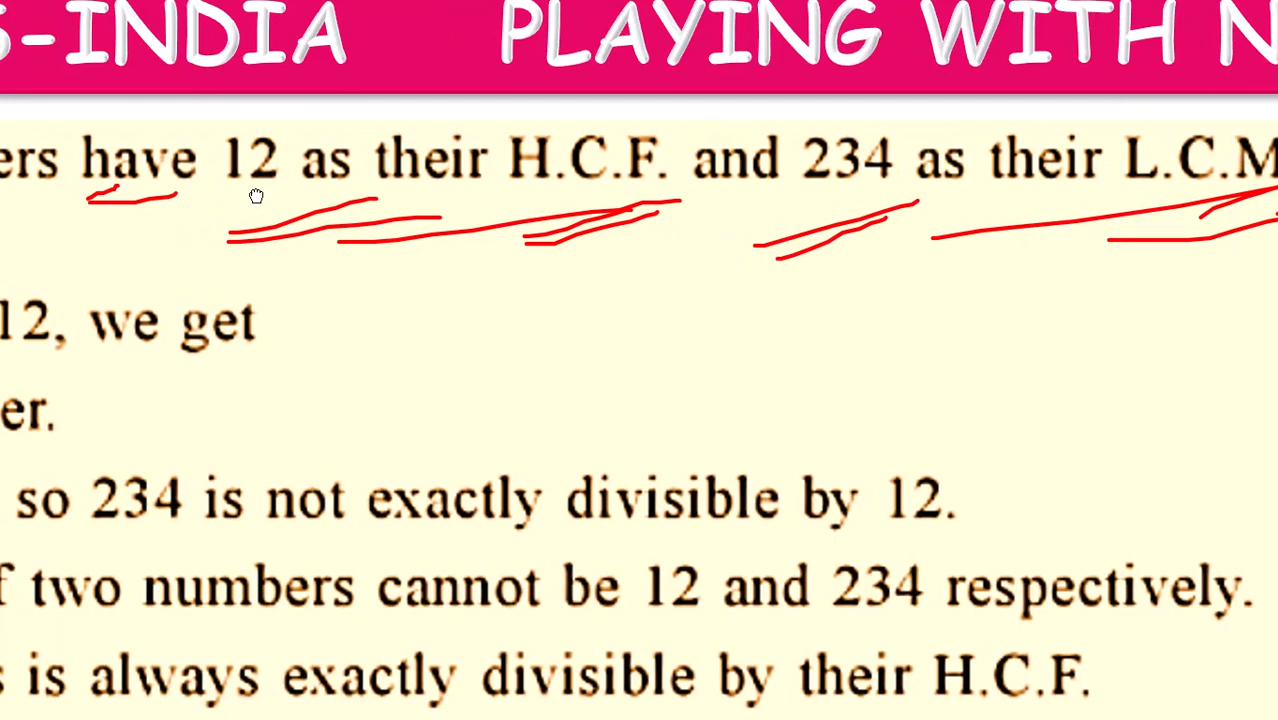 S-INDIA PLAYING WITH N
ers have 12 as their H.C.F. and 234 as their L.C.M
12, we get
er.
so 234 is not exactly divisible by 12.
f two numbers cannot be 12 and 234 respectively.
s is always exactly divisible by their H.C.F.